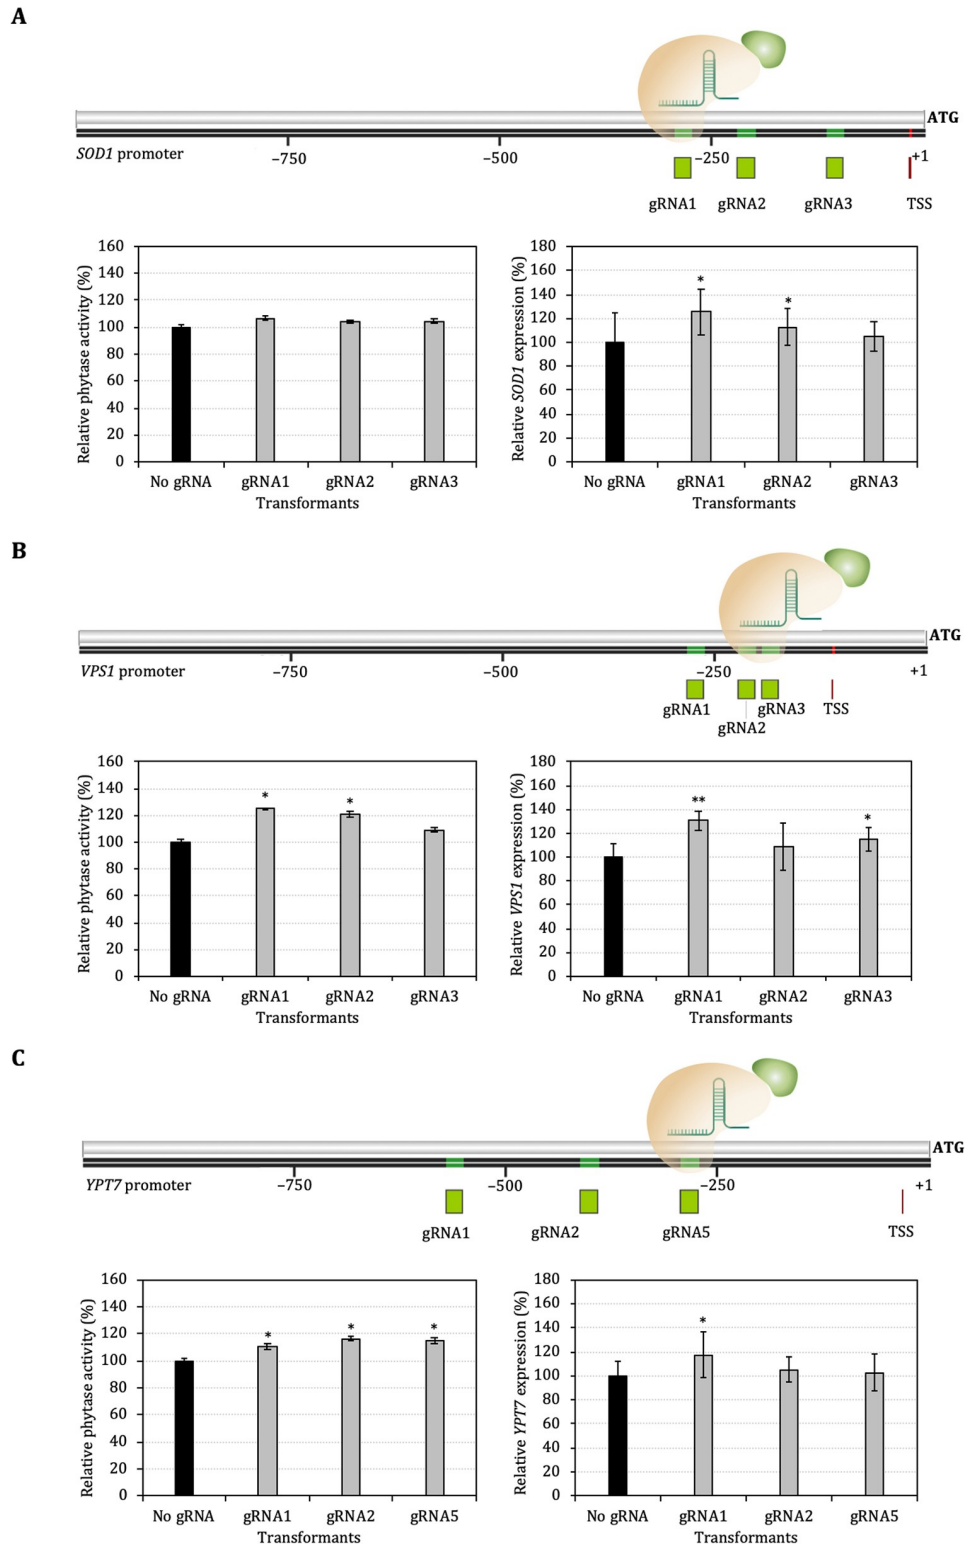 A
ATG
SOD1 promoter
−750
−500
−250
+1
gRNA1
gRNA2
gRNA3
TSS
Relative phytase activity (%)
160
140
120
100
80
60
40
20
0
No gRNA gRNA1 gRNA2 gRNA3
Transformants
Relative SOD1 expression (%)
180
160
140
120
100
80
60
40
20
0
*
*
No gRNA gRNA1 gRNA2 gRNA3
Transformants
B
ATG
VPS1 promoter
−750
−500
−250
+1
gRNA1
gRNA2
gRNA3
TSS
Relative phytase activity (%)
160
140
120
100
80
60
40
20
0
*
*
No gRNA gRNA1 gRNA2 gRNA3
Transformants
Relative VPS1 expression (%)
180
160
140
120
100
80
60
40
20
0
**
*
No gRNA gRNA1 gRNA2 gRNA3
Transformants
C
ATG
YPT7 promoter
−750
−500
−250
+1
gRNA1
gRNA2
gRNA5
TSS
Relative phytase activity (%)
160
140
120
100
80
60
40
20
0
*
*
*
No gRNA gRNA1 gRNA2 gRNA5
Transformants
Relative YPT7 expression (%)
180
160
140
120
100
80
60
40
20
0
*
No gRNA gRNA1 gRNA2 gRNA5
Transformants